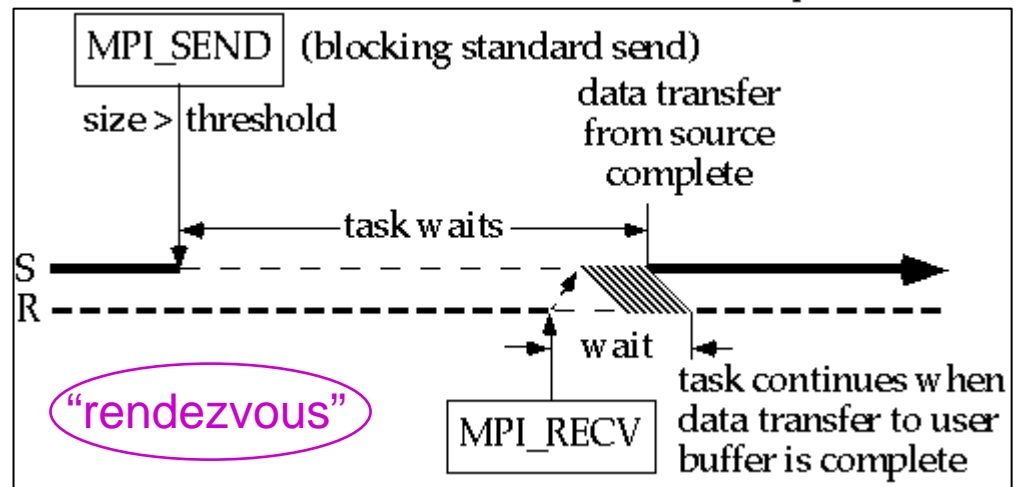 MPI_SEND (blocking standard send)
size > threshold
data transfer
from source
complete
task waits
S
R
wait
"rendezvous"
MPI_RECV
task continues when
data transfer to user
buffer is complete